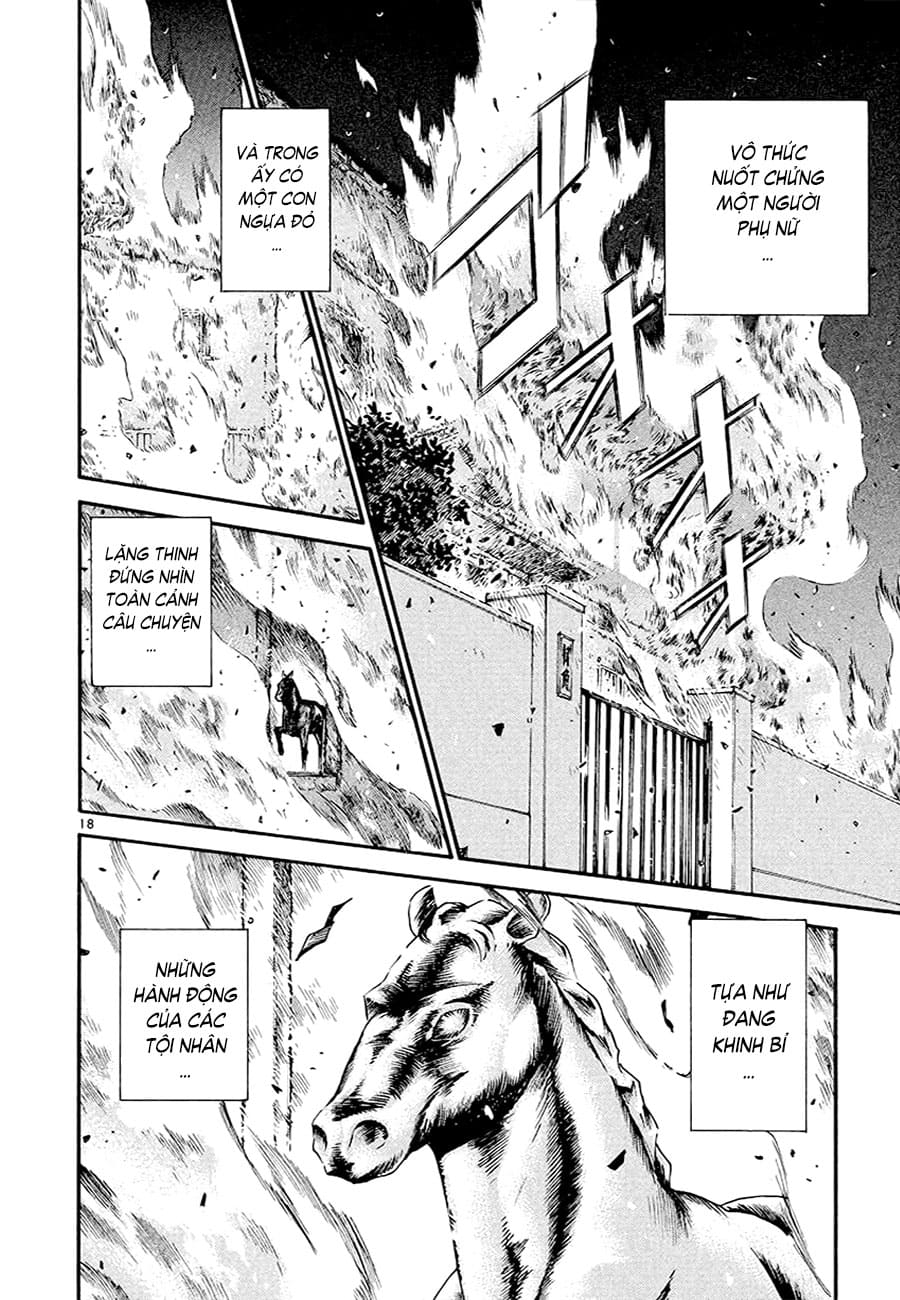 VÔ THỨC
NUỐT CHỬNG
MỘT NGƯỜI
PHỤ NỮ
...
VÀ TRONG
ẤY CÓ
MỘT CON
NGỰA ĐÓ
...
LẶNG THINH
ĐỨNG NHÌN
TOÀN CẢNH
CÂU CHUYỆN
...
18
TỰA NHƯ
ĐANG
KHINH BỈ
...
NHỮNG
HÀNH ĐỘNG
CỦA CÁC
TỘI NHÂN
...